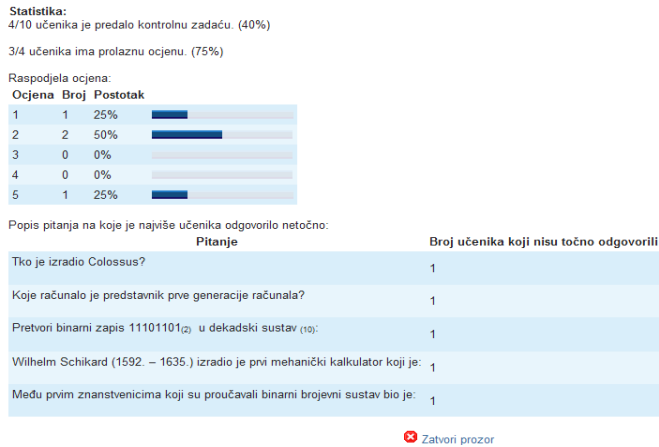 Statistika:
4/10 učenika je predalo kontrolnu zadaću. (40%)
3/4 učenika ima prolaznu ocjenu. (75%)
Raspodjela ocjena:
Ocjena Broj Postotak
1 1 25%
2 2 50%
3 0 0%
4 0 0%
5 1 25%
Popis pitanja na koje je najviše učenika odgovorilo netočno:
Pitanje Broj učenika koji nisu točno odgovorili
Tko je izradio Colossus? 1
Koje računalo je predstavnik prve generacije računala? 1
Pretvori binarni zapis 11101101(2) u dekadski sustav (10): 1
Wilhelm Schikard (1592. – 1635.) izradio je prvi mehanički kalkulator koji je: 1
Među prvim znanstvenicima koji su proučavali binarni brojevni sustav bio je: 1
Zatvori prozor